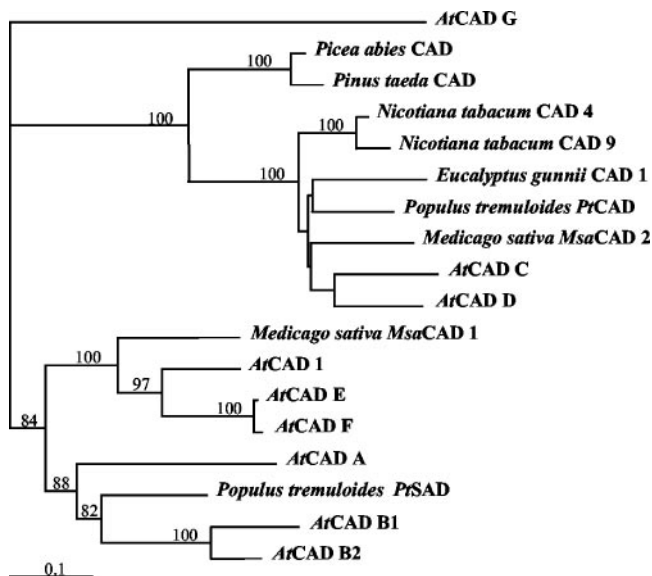 AtCAD G
Picea abies CAD
100
Pinus taeda CAD
Nicotiana tabacum CAD 4
100
100
Nicotiana tabacum CAD 9
100
Eucalyptus gunnii CAD 1
Populus tremuloides PtCAD
Medicago sativa MsaCAD 2
AtCAD C
AtCAD D
Medicago sativa MsaCAD 1
100
AtCAD 1
97
AtCAD E
100
AtCAD F
84
AtCAD A
88
Populus tremuloides PtSAD
82
AtCAD B1
100
AtCAD B2
0,1